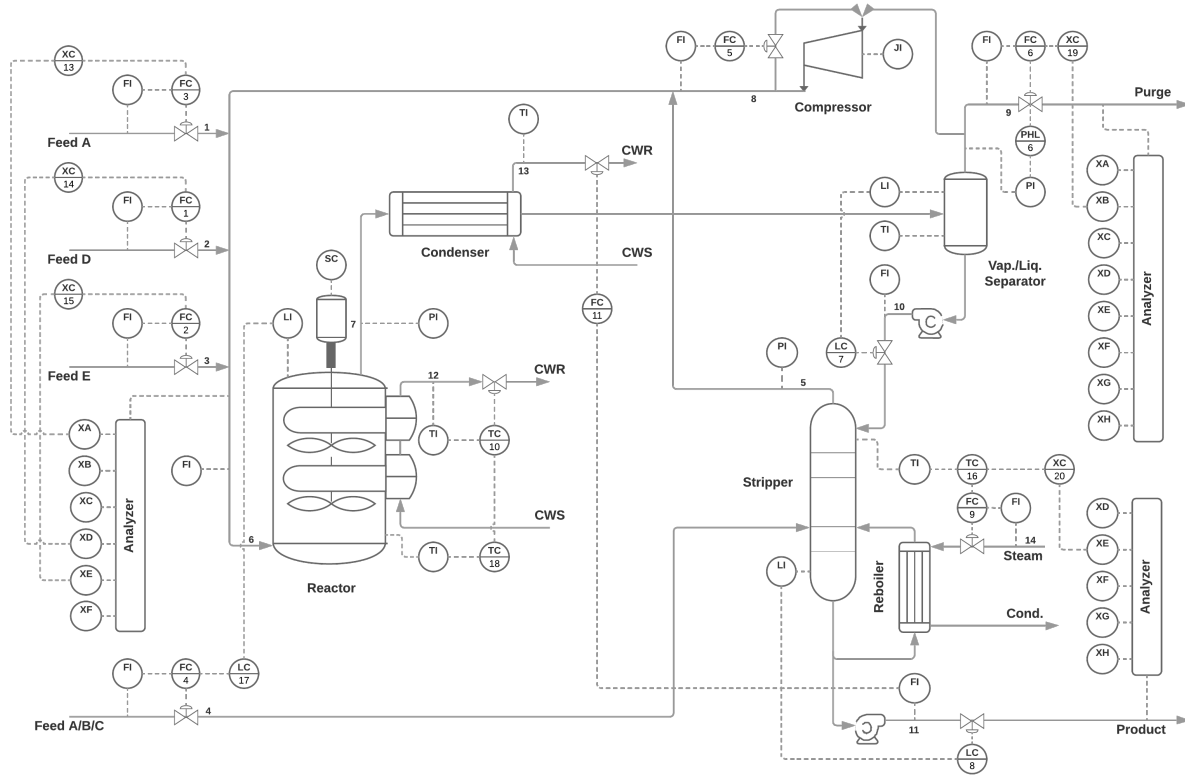 FI
FC
5
JI
FI
FC
6
XC
19
XC
13
FI
FC
3
1
Feed A
8
Compressor
Purge
9
TI
PHL
6
CWR
13
XA
XC
14
FI
FC
1
2
Feed D
Condenser
CWS
LI
TI
PI
XB
XC
Vap./Liq.
Separator
SC
FI
XD
Analyzer
XC
15
FI
FC
2
3
Feed E
LI
7
PI
FC
11
10
C
XE
PI
LC
7
XF
12
CWR
5
XG
XH
XA
XB
XC
XD
XE
XF
Analyzer
FI
TI
TC
10
Stripper
TI
TC
16
XC
20
FC
9
FI
CWS
6
14
Steam
TI
TC
18
Reactor
LI
Reboiler
Cond.
XD
XE
XF
XG
XH
Analyzer
FI
FC
4
LC
17
4
Feed A/B/C
FI
C
11
Product
LC
8